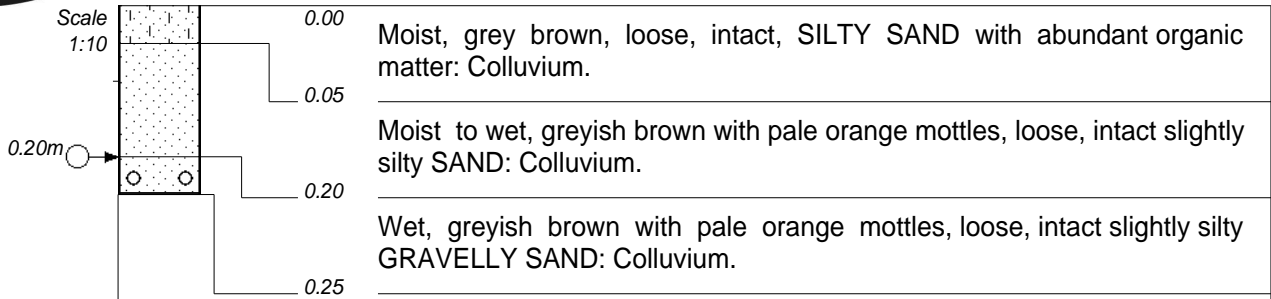 Scale
1:10
0.00
Moist, grey brown, loose, intact, SILTY SAND with abundant organic
matter: Colluvium.
0.05
Moist to wet, greyish brown with pale orange mottles, loose, intact slightly
silty SAND: Colluvium.
0.20m
0.20
Wet, greyish brown with pale orange mottles, loose, intact slightly silty
GRAVELLY SAND: Colluvium.
0.25